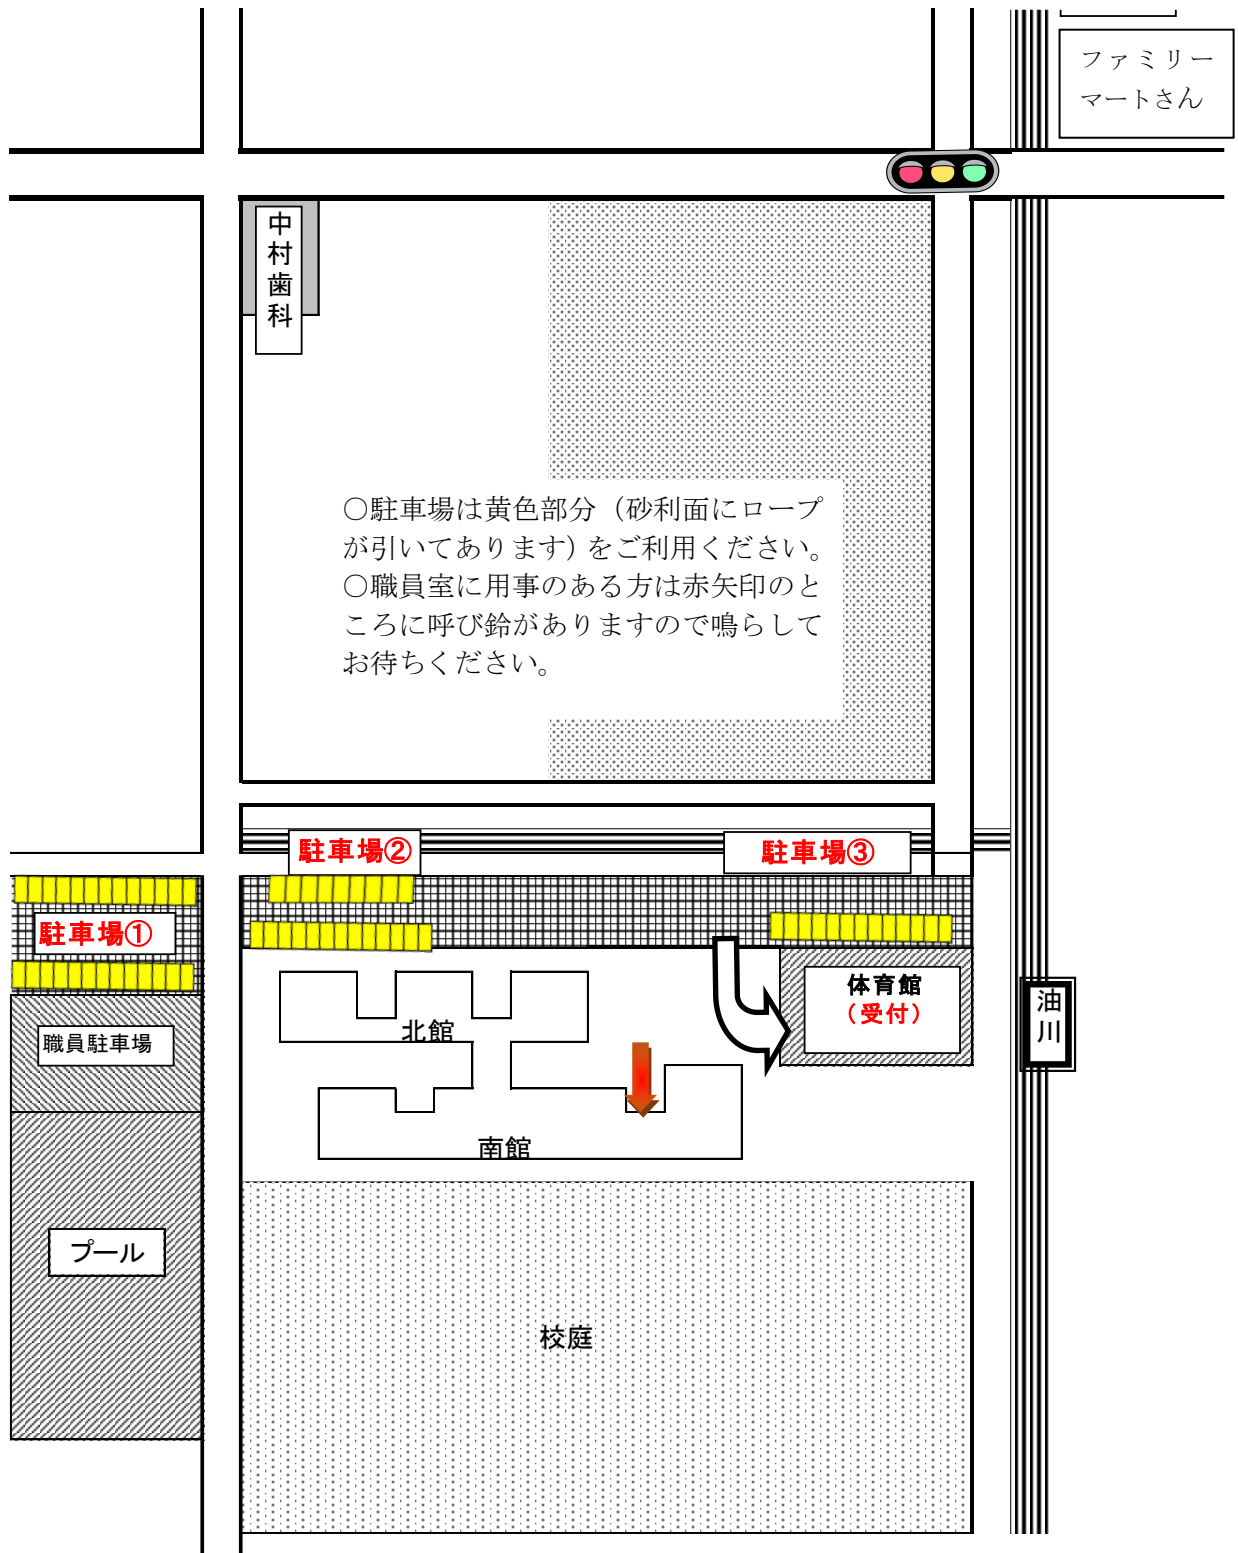 ファミリー
マートさん
中村歯科
○駐車場は黄色部分（砂利面にロープ
が引いてあります）をご利用ください。
○職員室に用事のある方は赤矢印のと
ころに呼び鈴がありますので鳴らして
お待ちください。
駐車場②
駐車場③
駐車場①
体育館
（受付）
油川
北館
職員駐車場
南館
プール
校庭